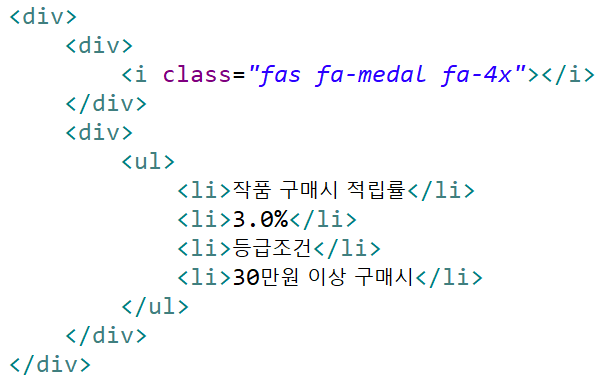 <div>
<div>
<i class="fas fa-medal fa-4x"></i>
</div>
<div>
<ul>
<li>작품 구매시 적립률</li>
<li>3.0%</li>
<li>등급조건</li>
<li>30만원 이상 구매시</li>
</ul>
</div>
</div>